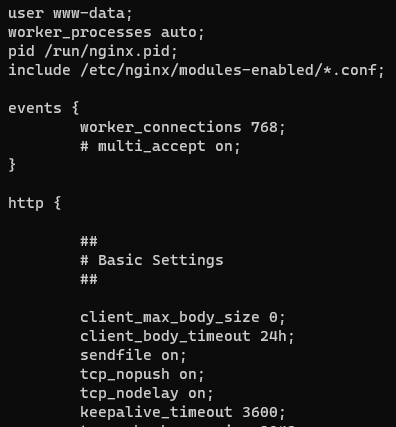 user www-data;
worker_processes auto;
pid /run/nginx.pid;
include /etc/nginx/modules-enabled/*.conf;
events {
worker_connections 768;
# multi_accept on;
}
http {
##
# Basic Settings
##
client_max_body_size 0;
client_body_timeout 24h;
sendfile on;
tcp_nopush on;
tcp_nodelay on;
keepalive_timeout 3600;